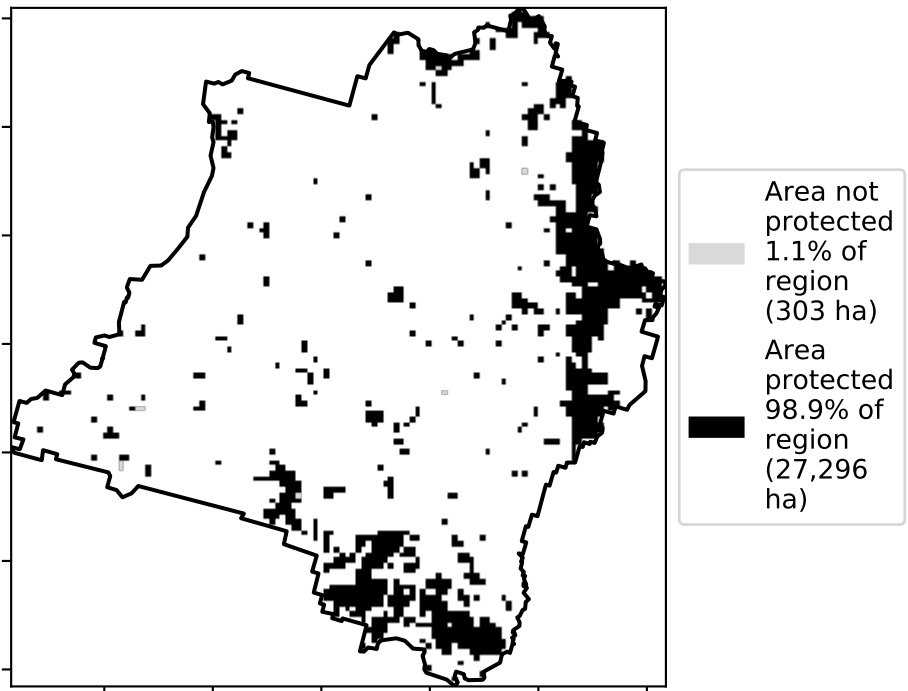 Area not
protected
1.1% of
region
(303 ha)
Area
protected
98.9% of
region
(27,296
ha)